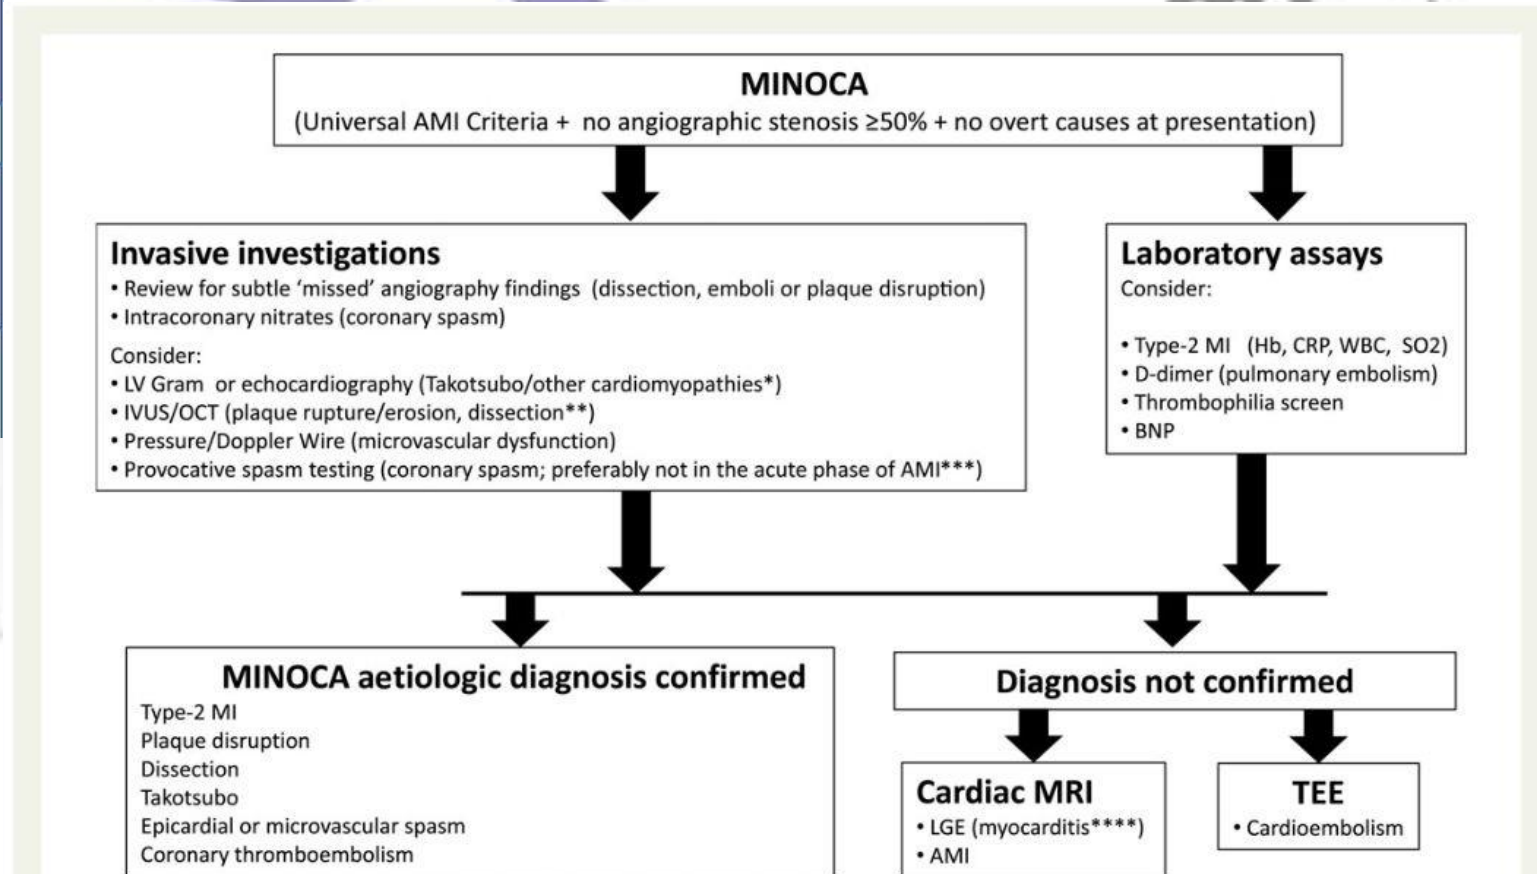 MINOCA
(Universal AMI Criteria + no angiographic stenosis ≥50% + no overt causes at presentation)
Invasive investigations
• Review for subtle ‘missed’ angiography findings (dissection, emboli or plaque disruption)
• Intracoronary nitrates (coronary spasm)
Consider:
• LV Gram or echocardiography (Takotsubo/other cardiomyopathies*)
• IVUS/OCT (plaque rupture/erosion, dissection**)
• Pressure/Doppler Wire (microvascular dysfunction)
• Provocative spasm testing (coronary spasm; preferably not in the acute phase of AMI***)
Laboratory assays
Consider:
• Type-2 MI (Hb, CRP, WBC, SO2)
• D-dimer (pulmonary embolism)
• Thrombophilia screen
• BNP
MINOCA aetiologic diagnosis confirmed
Type-2 MI
Plaque disruption
Dissection
Takotsubo
Epicardial or microvascular spasm
Coronary thromboembolism
Diagnosis not confirmed
Cardiac MRI
• LGE (myocarditis****)
• AMI
TEE
• Cardioembolism